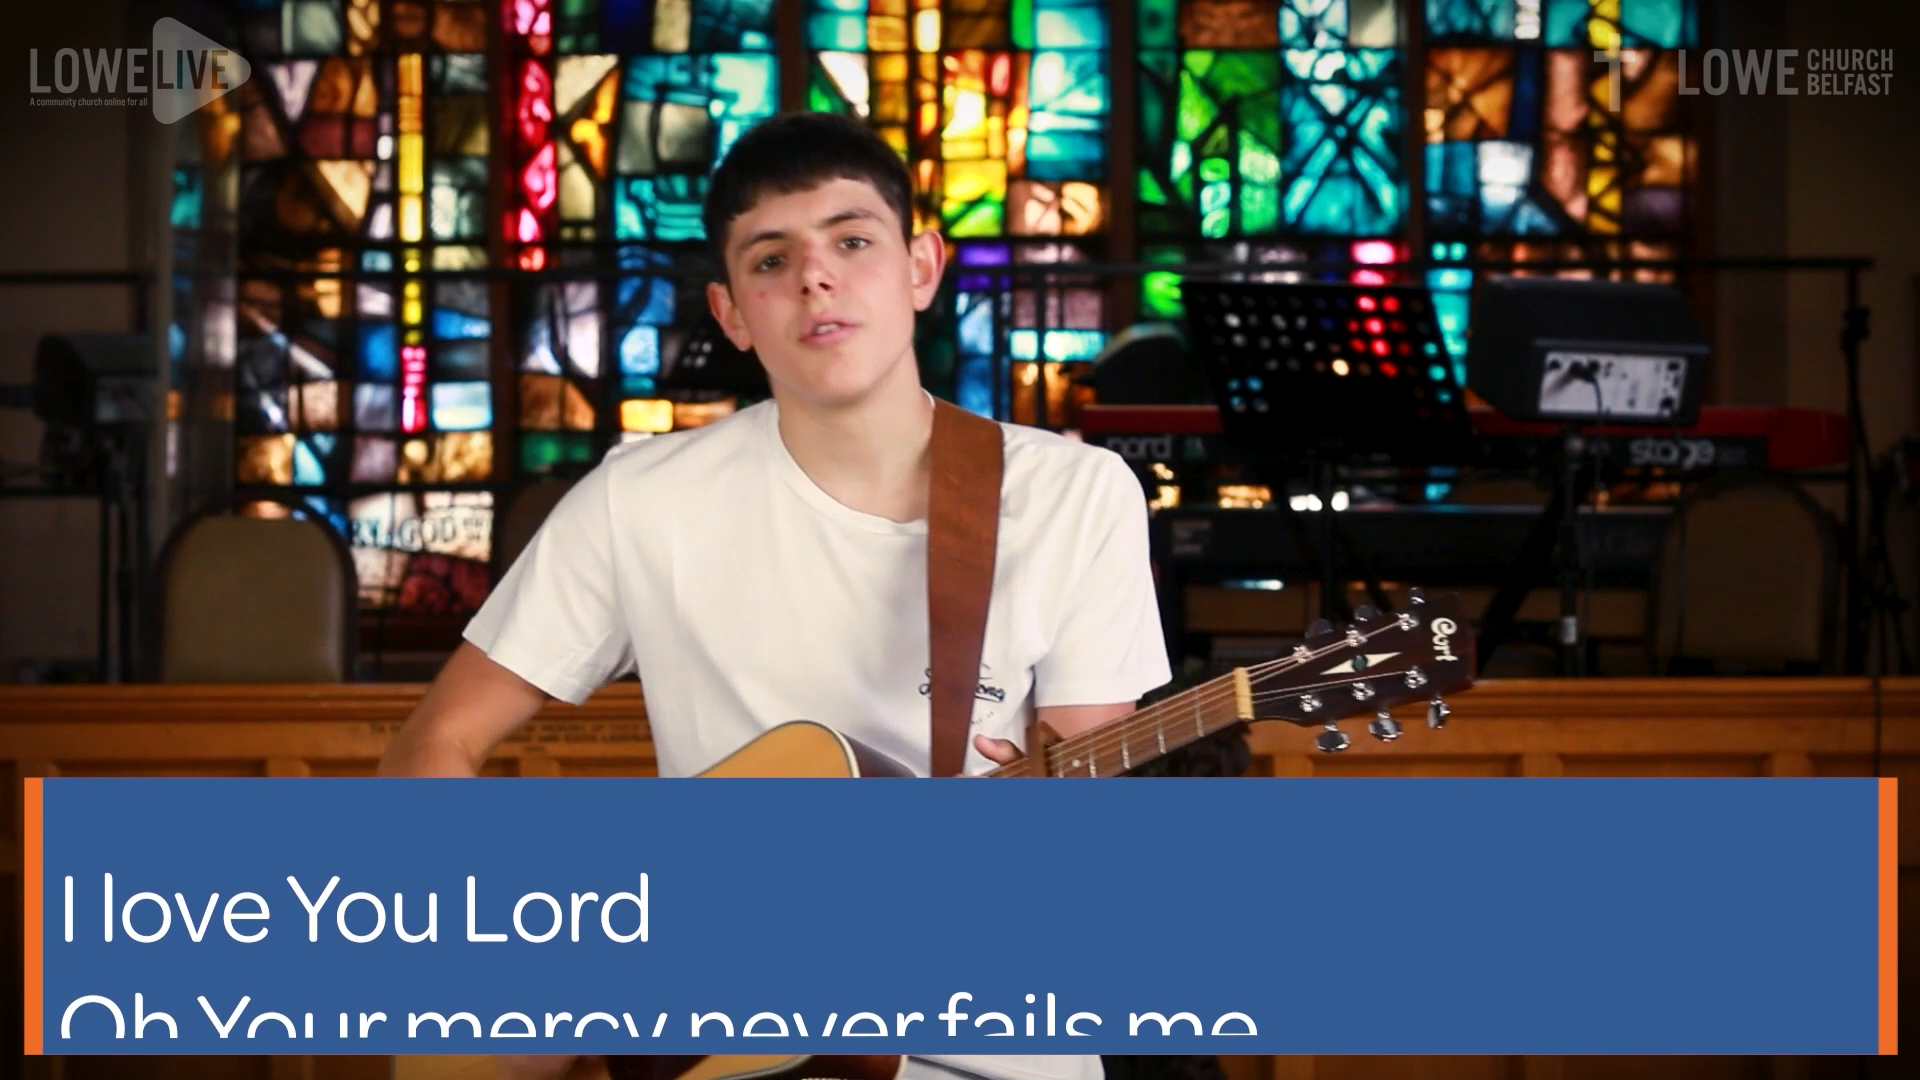 LOWE LIVE
A community church online for all
LOWE CHURCH BELFAST
nord
stage
GOD
Cort
I love You Lord
Oh Your mercy never fails me